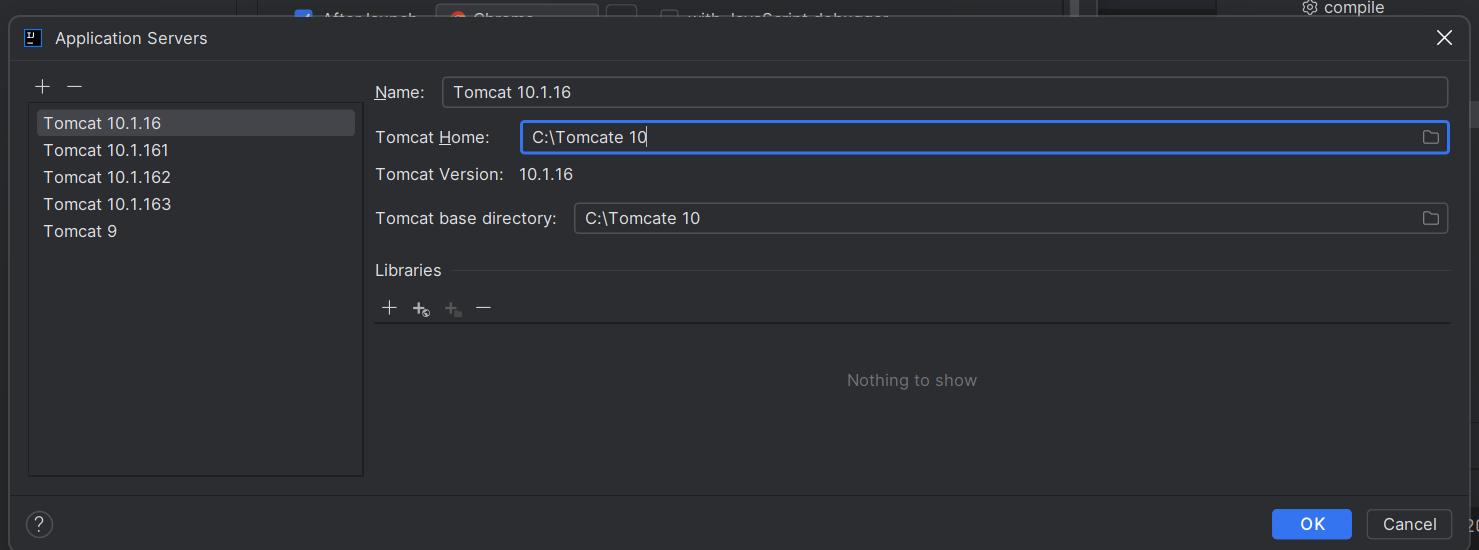 After launch Chrome with JavaScript debugger
compile
Application Servers
Name: Tomcat 10.1.16
Tomcat 10.1.16
Tomcat 10.1.161
Tomcat 10.1.162
Tomcat 10.1.163
Tomcat 9
Tomcat Home: C:\Tomcate 10
Tomcat Version: 10.1.16
Tomcat base directory: C:\Tomcate 10
Libraries
Nothing to show
?
OK
Cancel